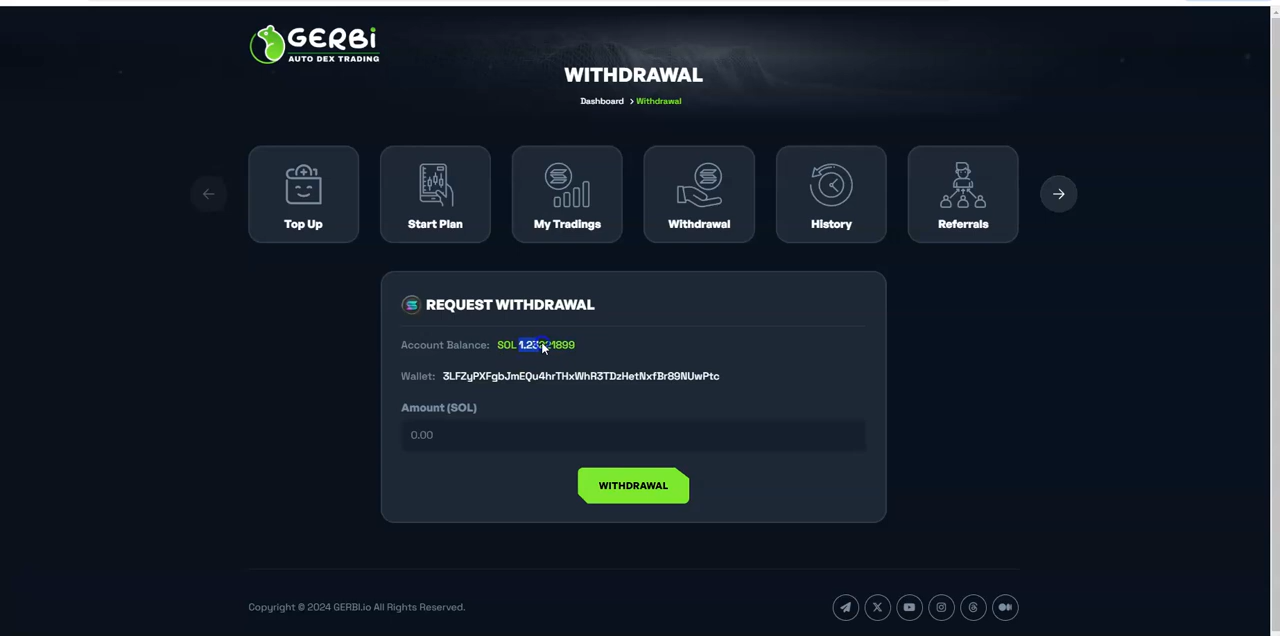 GERBi
AUTO DEX TRADING
WITHDRAWAL
Dashboard > Withdrawal
Top Up
Start Plan
My Tradings
Withdrawal
History
Referrals
REQUEST WITHDRAWAL
Account Balance: SOL
Wallet: 3LFZyPXFgbJmEQu4hrTHxWhR3TDzHetNxfBr89NUwPtc
Amount (SOL)
0.00
WITHDRAWAL
Copyright © 2024 GERBI.io All Rights Reserved.